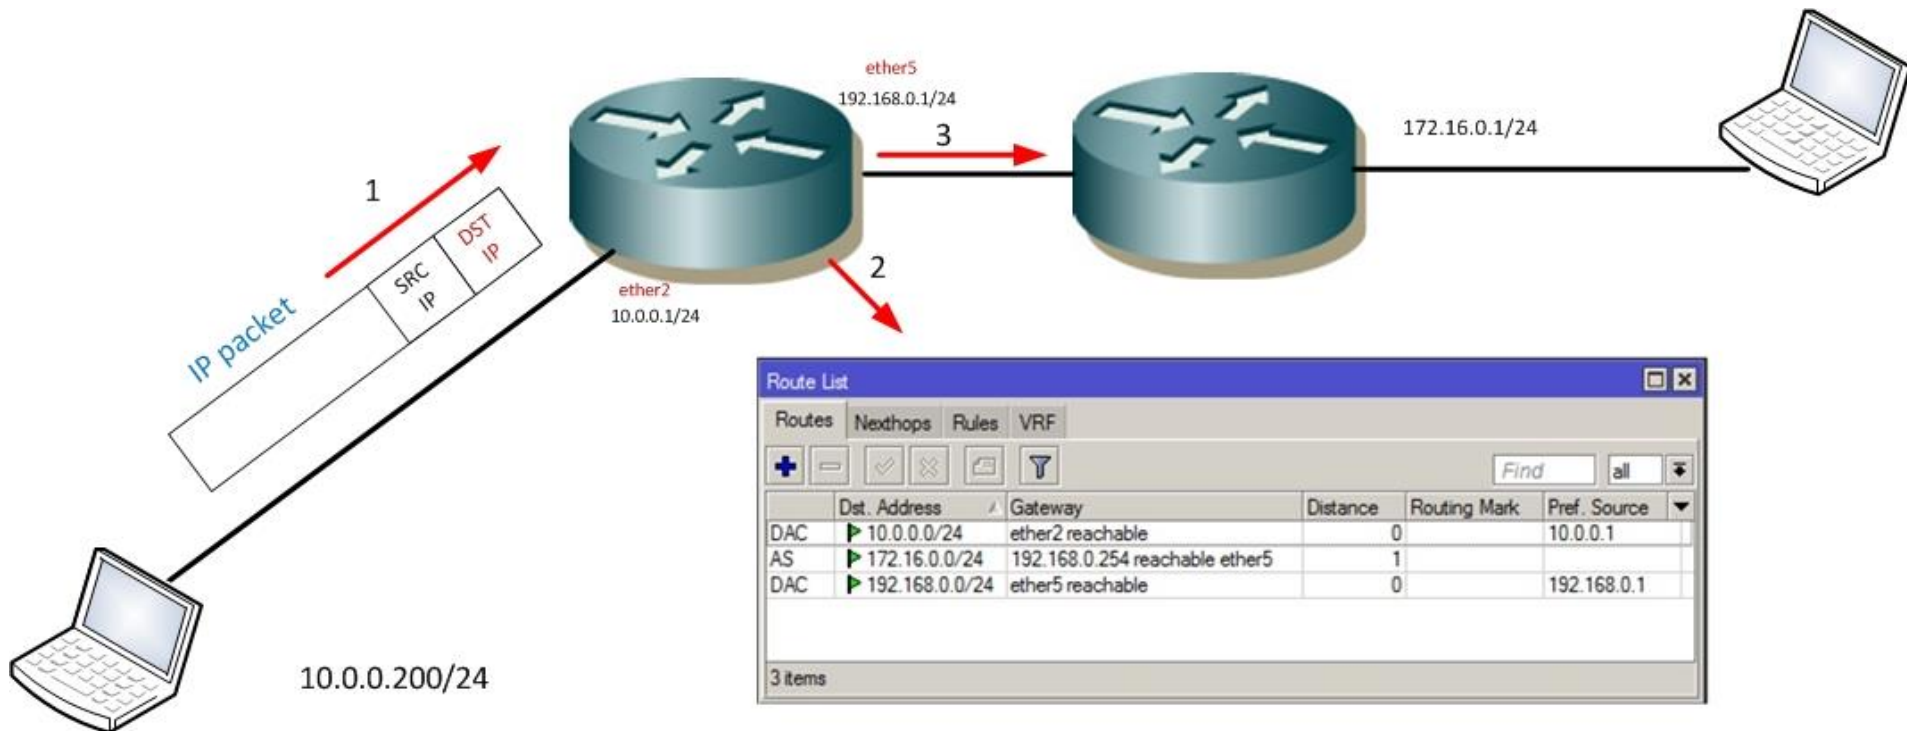 ether5
192.168.0.1/24
3
172.16.0.1/24
1
DST
IP
SRC
IP
IP packet
2
ether2
10.0.0.1/24
Route List
Routes Nexthops Rules VRF
Find all
Dst. Address Gateway Distance Routing Mark Pref. Source
DAC 10.0.0.0/24 ether2 reachable 0 10.0.0.1
AS 172.16.0.0/24 192.168.0.254 reachable ether5 1
DAC 192.168.0.0/24 ether5 reachable 0 192.168.0.1
3 items
10.0.0.200/24